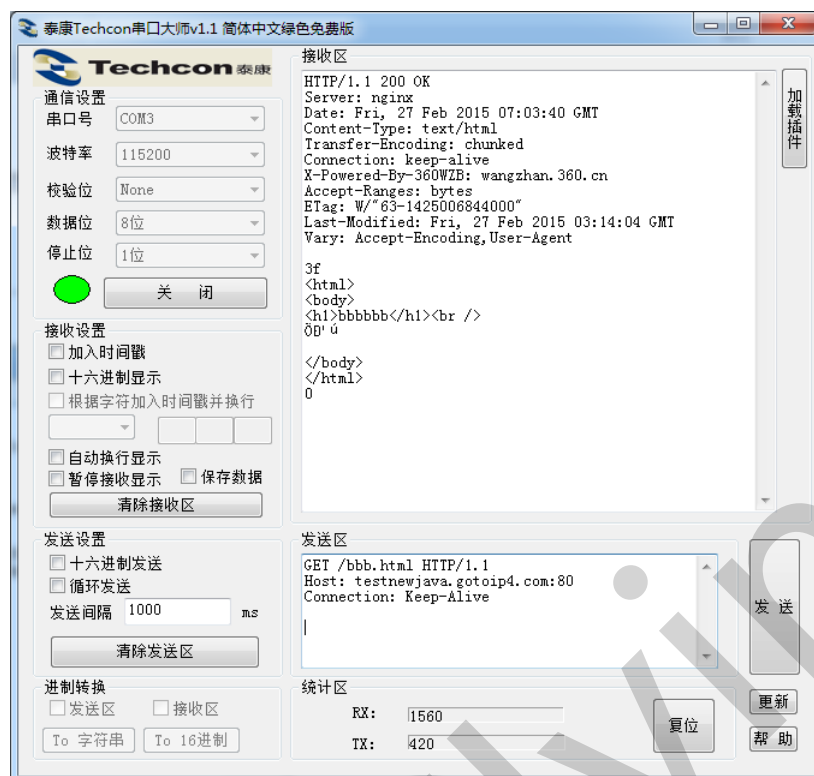 泰康Techcon串口大师v1.1 简体中文绿色免费版
Techcon 泰康
通信设置
串口号 COM3
波特率 115200
校验位 None
数据位 8位
停止位 1位
关 闭
接收设置
加入时间戳
十六进制显示
根据字符加入时间戳并换行
自动换行显示
暂停接收显示 保存数据
清除接收区
发送设置
十六进制发送
循环发送
发送间隔 1000 ms
清除发送区
进制转换
发送区 接收区
To 字符串 To 16进制
接收区
HTTP/1.1 200 OK
Server: nginx
Date: Fri, 27 Feb 2015 07:03:40 GMT
Content-Type: text/html
Transfer-Encoding: chunked
Connection: keep-alive
X-Powered-By-360WZB: wangzhan.360.cn
Accept-Ranges: bytes
ETag: W/"63-1425006844000"
Last-Modified: Fri, 27 Feb 2015 03:14:04 GMT
Vary: Accept-Encoding,User-Agent
3f
<html>
<body>
<h1>bbbbbb</h1><br />
ÖÐ'ú
</body>
</html>
0
加载插件
发送区
GET /bbb.html HTTP/1.1
Host: testnewjava.gotoip4.com:80
Connection: Keep-Alive
发 送
统计区
RX: 1560
TX: 420
复位
更新
帮 助